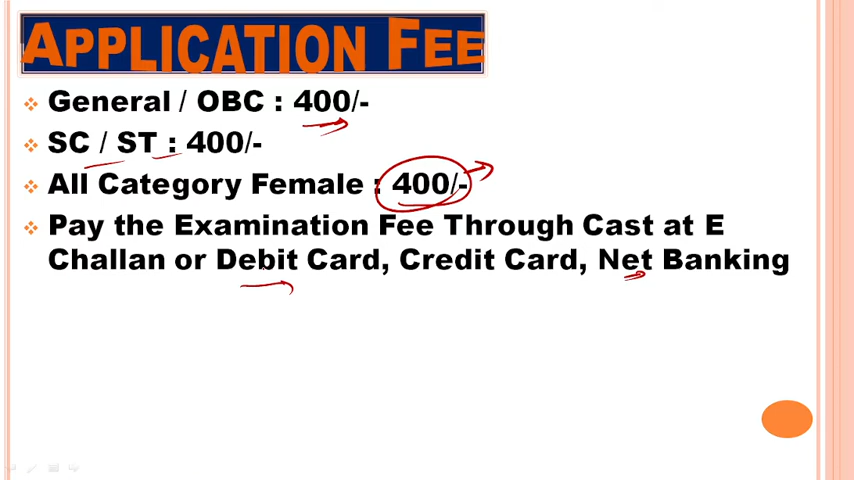 APPLICATION FEE
General / OBC : 400/-
SC / ST : 400/-
All Category Female : 400/-
Pay the Examination Fee Through Cast at E
Challan or Debit Card, Credit Card, Net Banking